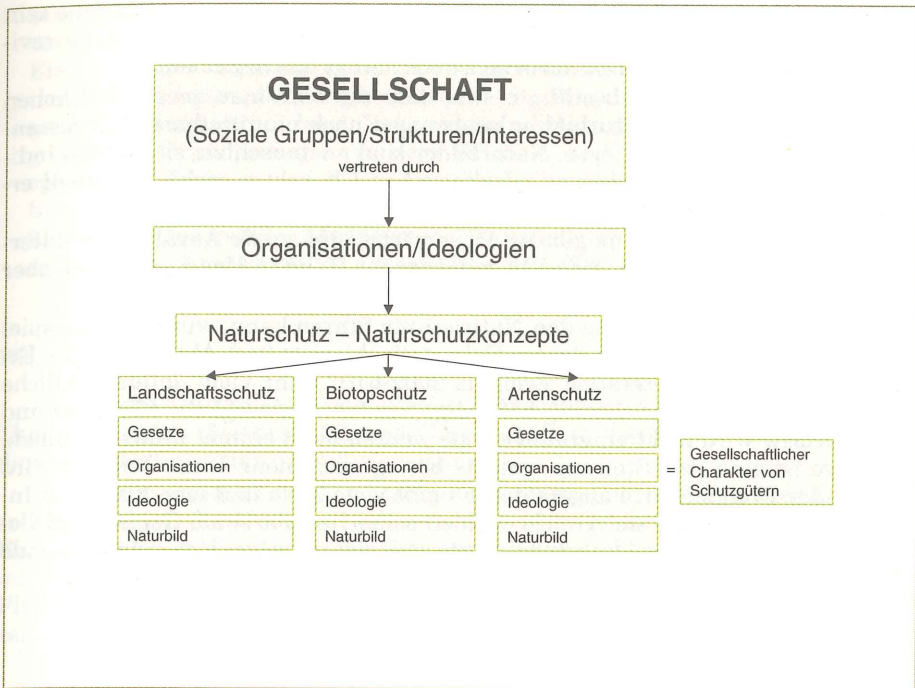 GESELLSCHAFT
(Soziale Gruppen/Strukturen/Interessen)
vertreten durch
Organisationen/Ideologien
Naturschutz – Naturschutzkonzepte
Landschaftsschutz
Biotopschutz
Artenschutz
Gesetze
Gesetze
Gesetze
Organisationen
Organisationen
Organisationen
=
Gesellschaftlicher
Charakter von
Schutzgütern
Ideologie
Ideologie
Ideologie
Naturbild
Naturbild
Naturbild